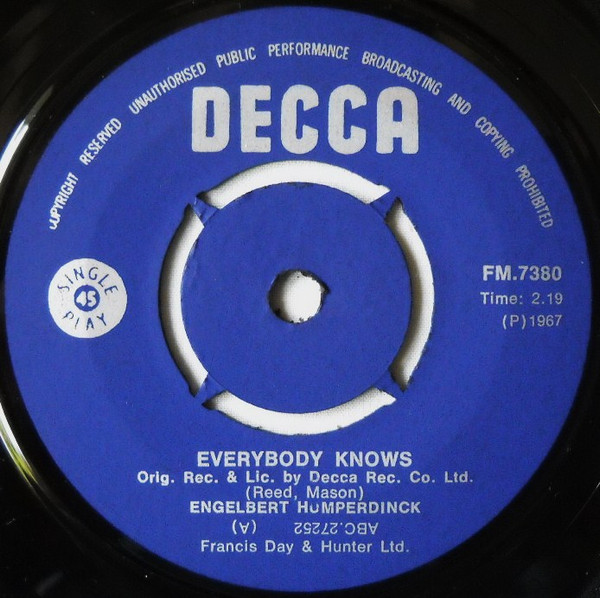 COPYRIGHT RESERVED UNAUTHORISED PUBLIC PERFORMANCE BROADCASTING AND COPYING PROHIBITED
DECCA
SINGLE
45
PLAY
FM.7380
Time: 2.19
(P)1967
EVERYBODY KNOWS
Orig. Rec. & Lic. by Decca Rec. Co. Ltd.
(Reed, Mason)
ENGELBERT HUMPERDINCK
ABC.27252 (A)
Francis Day & Hunter Ltd.